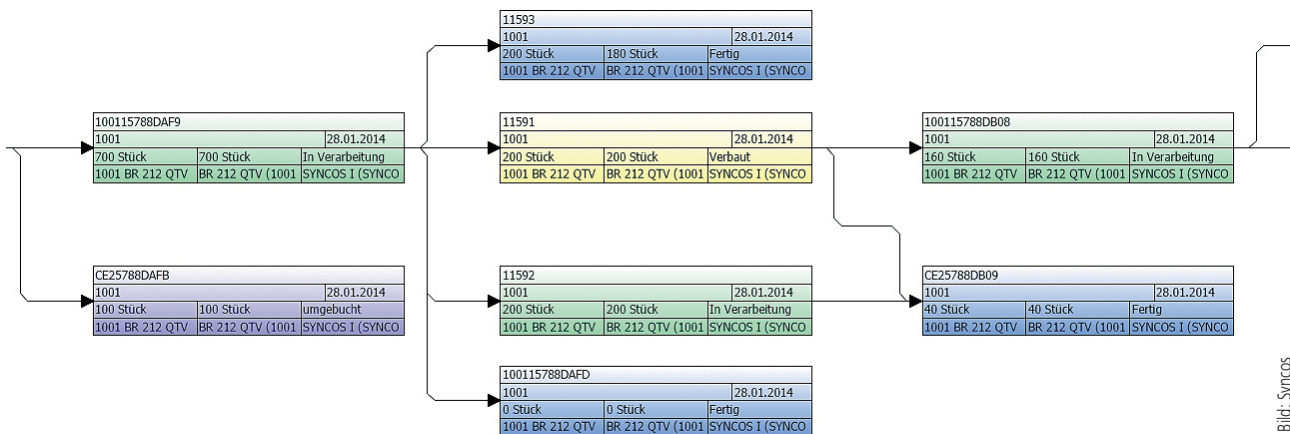 11593
1001 28.01.2014
200 Stück 180 Stück Fertig
1001 BR 212 QTV BR 212 QTV (1001 SYNCOS I (SYNCO
100115788DAF9
1001 28.01.2014
700 Stück 700 Stück In Verarbeitung
1001 BR 212 QTV BR 212 QTV (1001 SYNCOS I (SYNCO
11591
1001 28.01.2014
200 Stück 200 Stück Verbaut
1001 BR 212 QTV BR 212 QTV (1001 SYNCOS I (SYNCO
100115788DB08
1001 28.01.2014
160 Stück 160 Stück In Verarbeitung
1001 BR 212 QTV BR 212 QTV (1001 SYNCOS I (SYNCO
CE25788DAFB
1001 28.01.2014
100 Stück 100 Stück umgebucht
1001 BR 212 QTV BR 212 QTV (1001 SYNCOS I (SYNCO
11592
1001 28.01.2014
200 Stück 200 Stück In Verarbeitung
1001 BR 212 QTV BR 212 QTV (1001 SYNCOS I (SYNCO
CE25788DB09
1001 28.01.2014
40 Stück 40 Stück Fertig
1001 BR 212 QTV BR 212 QTV (1001 SYNCOS I (SYNCO
100115788DAFD
1001 28.01.2014
0 Stück 0 Stück Fertig
1001 BR 212 QTV BR 212 QTV (1001 SYNCOS I (SYNCO
Bild: Syncos